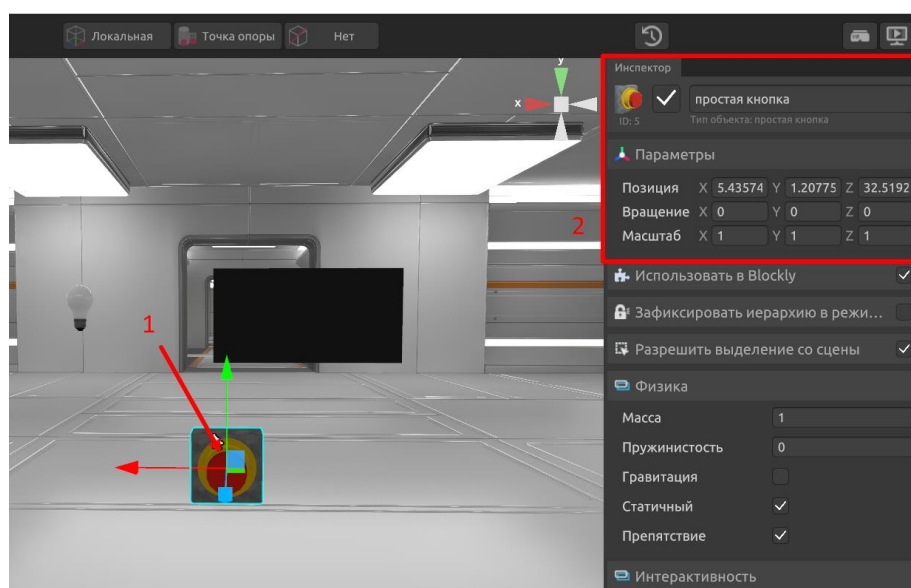 Локальная Точка опоры Нет
Инспектор
простая кнопка
ID: 5 Тип объекта: простая кнопка
Параметры
Позиция X 5.43574 Y 1.20775 Z 32.5192
Вращение X 0 Y 0 Z 0
Масштаб X 1 Y 1 Z 1
Использовать в Blockly
Зафиксировать иерархию в режи...
Разрешить выделение со сцены
Физика
Масса 1
Пружинистость 0
Гравитация
Статичный
Препятствие
Интерактивность
y
x
1
2